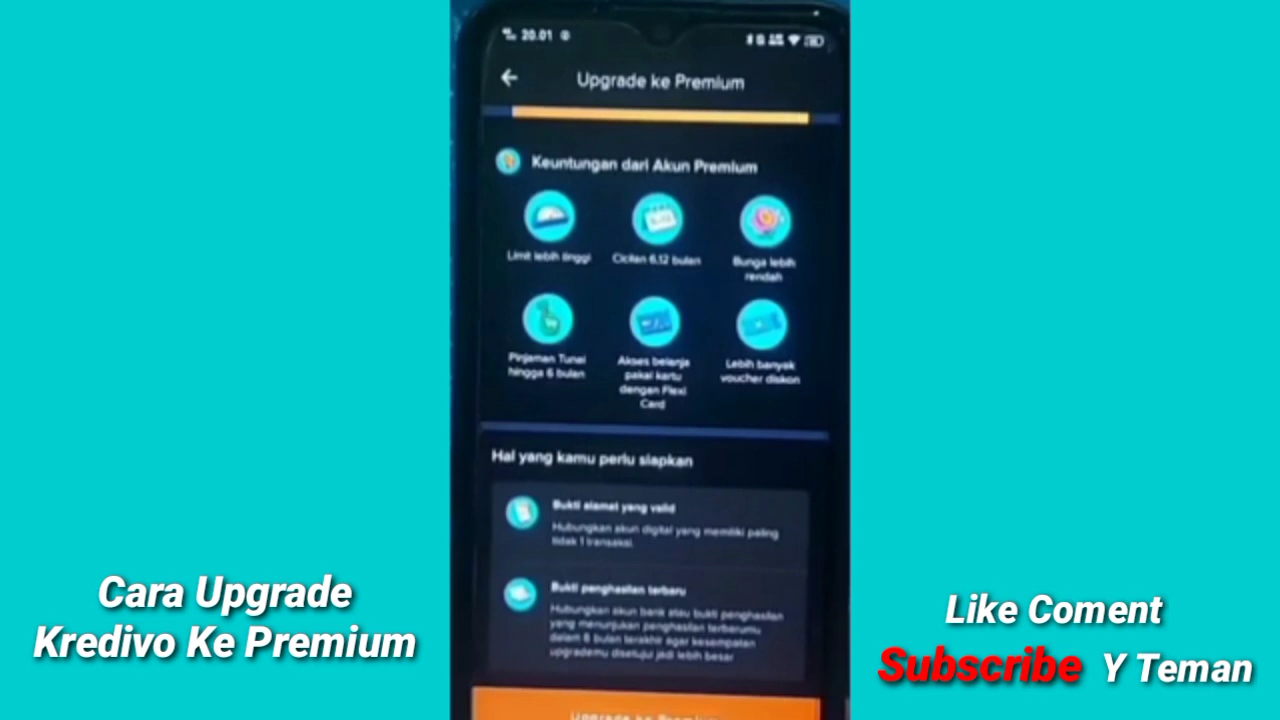 20.01
Upgrade ke Premium
Keuntungan dari Akun Premium
Limit lebih tinggi
Cicilan 6,12 bulan
Bunga lebih
rendah
Pinjaman Tunai
hingga 6 bulan
Akses belanja
pakai kartu
dengan Flexi
Card
Lebih banyak
voucher diskon
Hal yang kamu perlu siapkan
Bukti alamat yang valid
Hubungkan akun digital yang memiliki paling
tidak 1 transaksi.
Bukti penghasilan terbaru
Hubungkan akun bank atau bukti penghasilan
yang menunjukan penghasilan terbarumu
dalam 6 bulan terakhir agar kesempatan
upgrademu disetujui jadi lebih besar
Upgrade ke Premium
Cara Upgrade
Kredivo Ke Premium
Like Coment
Subscribe Y Teman